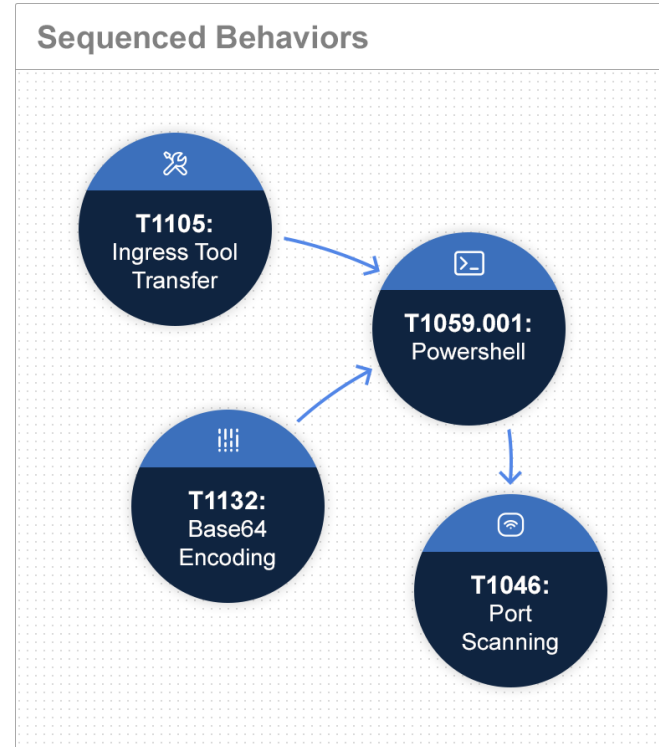 Sequenced Behaviors
T1105:
Ingress Tool
Transfer
T1059.001:
Powershell
T1132:
Base64
Encoding
T1046:
Port
Scanning